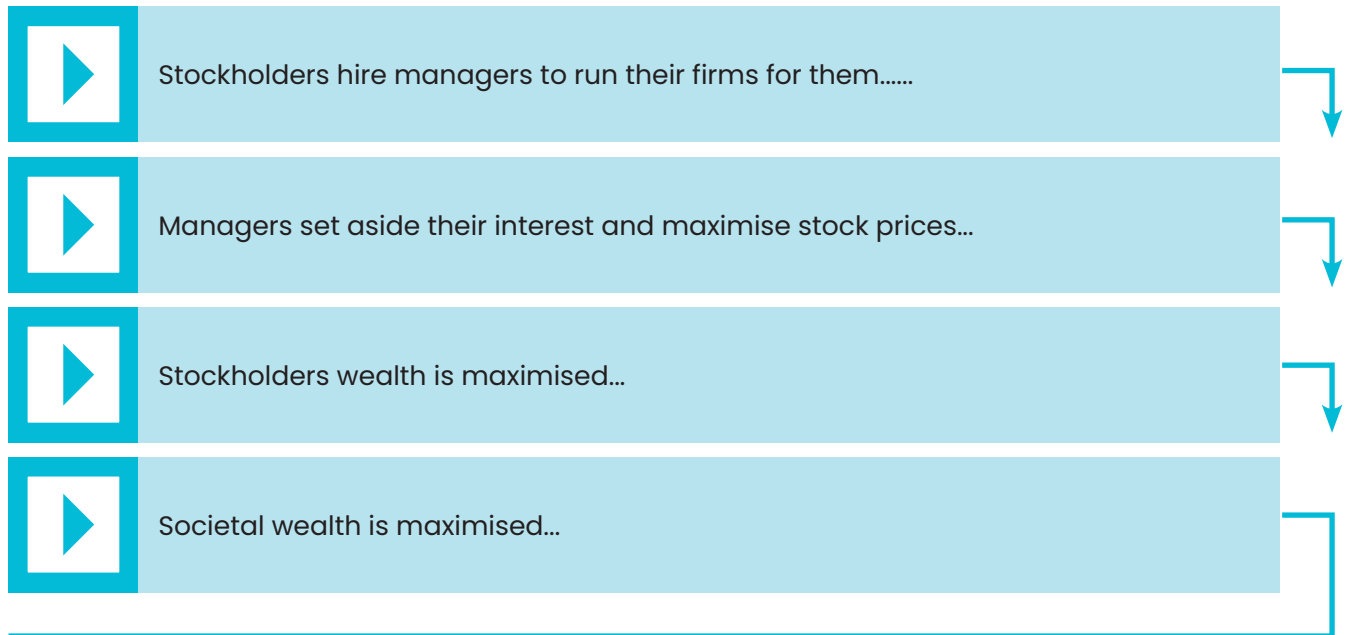 Stockholders hire managers to run their firms for them......
Managers set aside their interest and maximise stock prices...
Stockholders wealth is maximised...
Societal wealth is maximised...